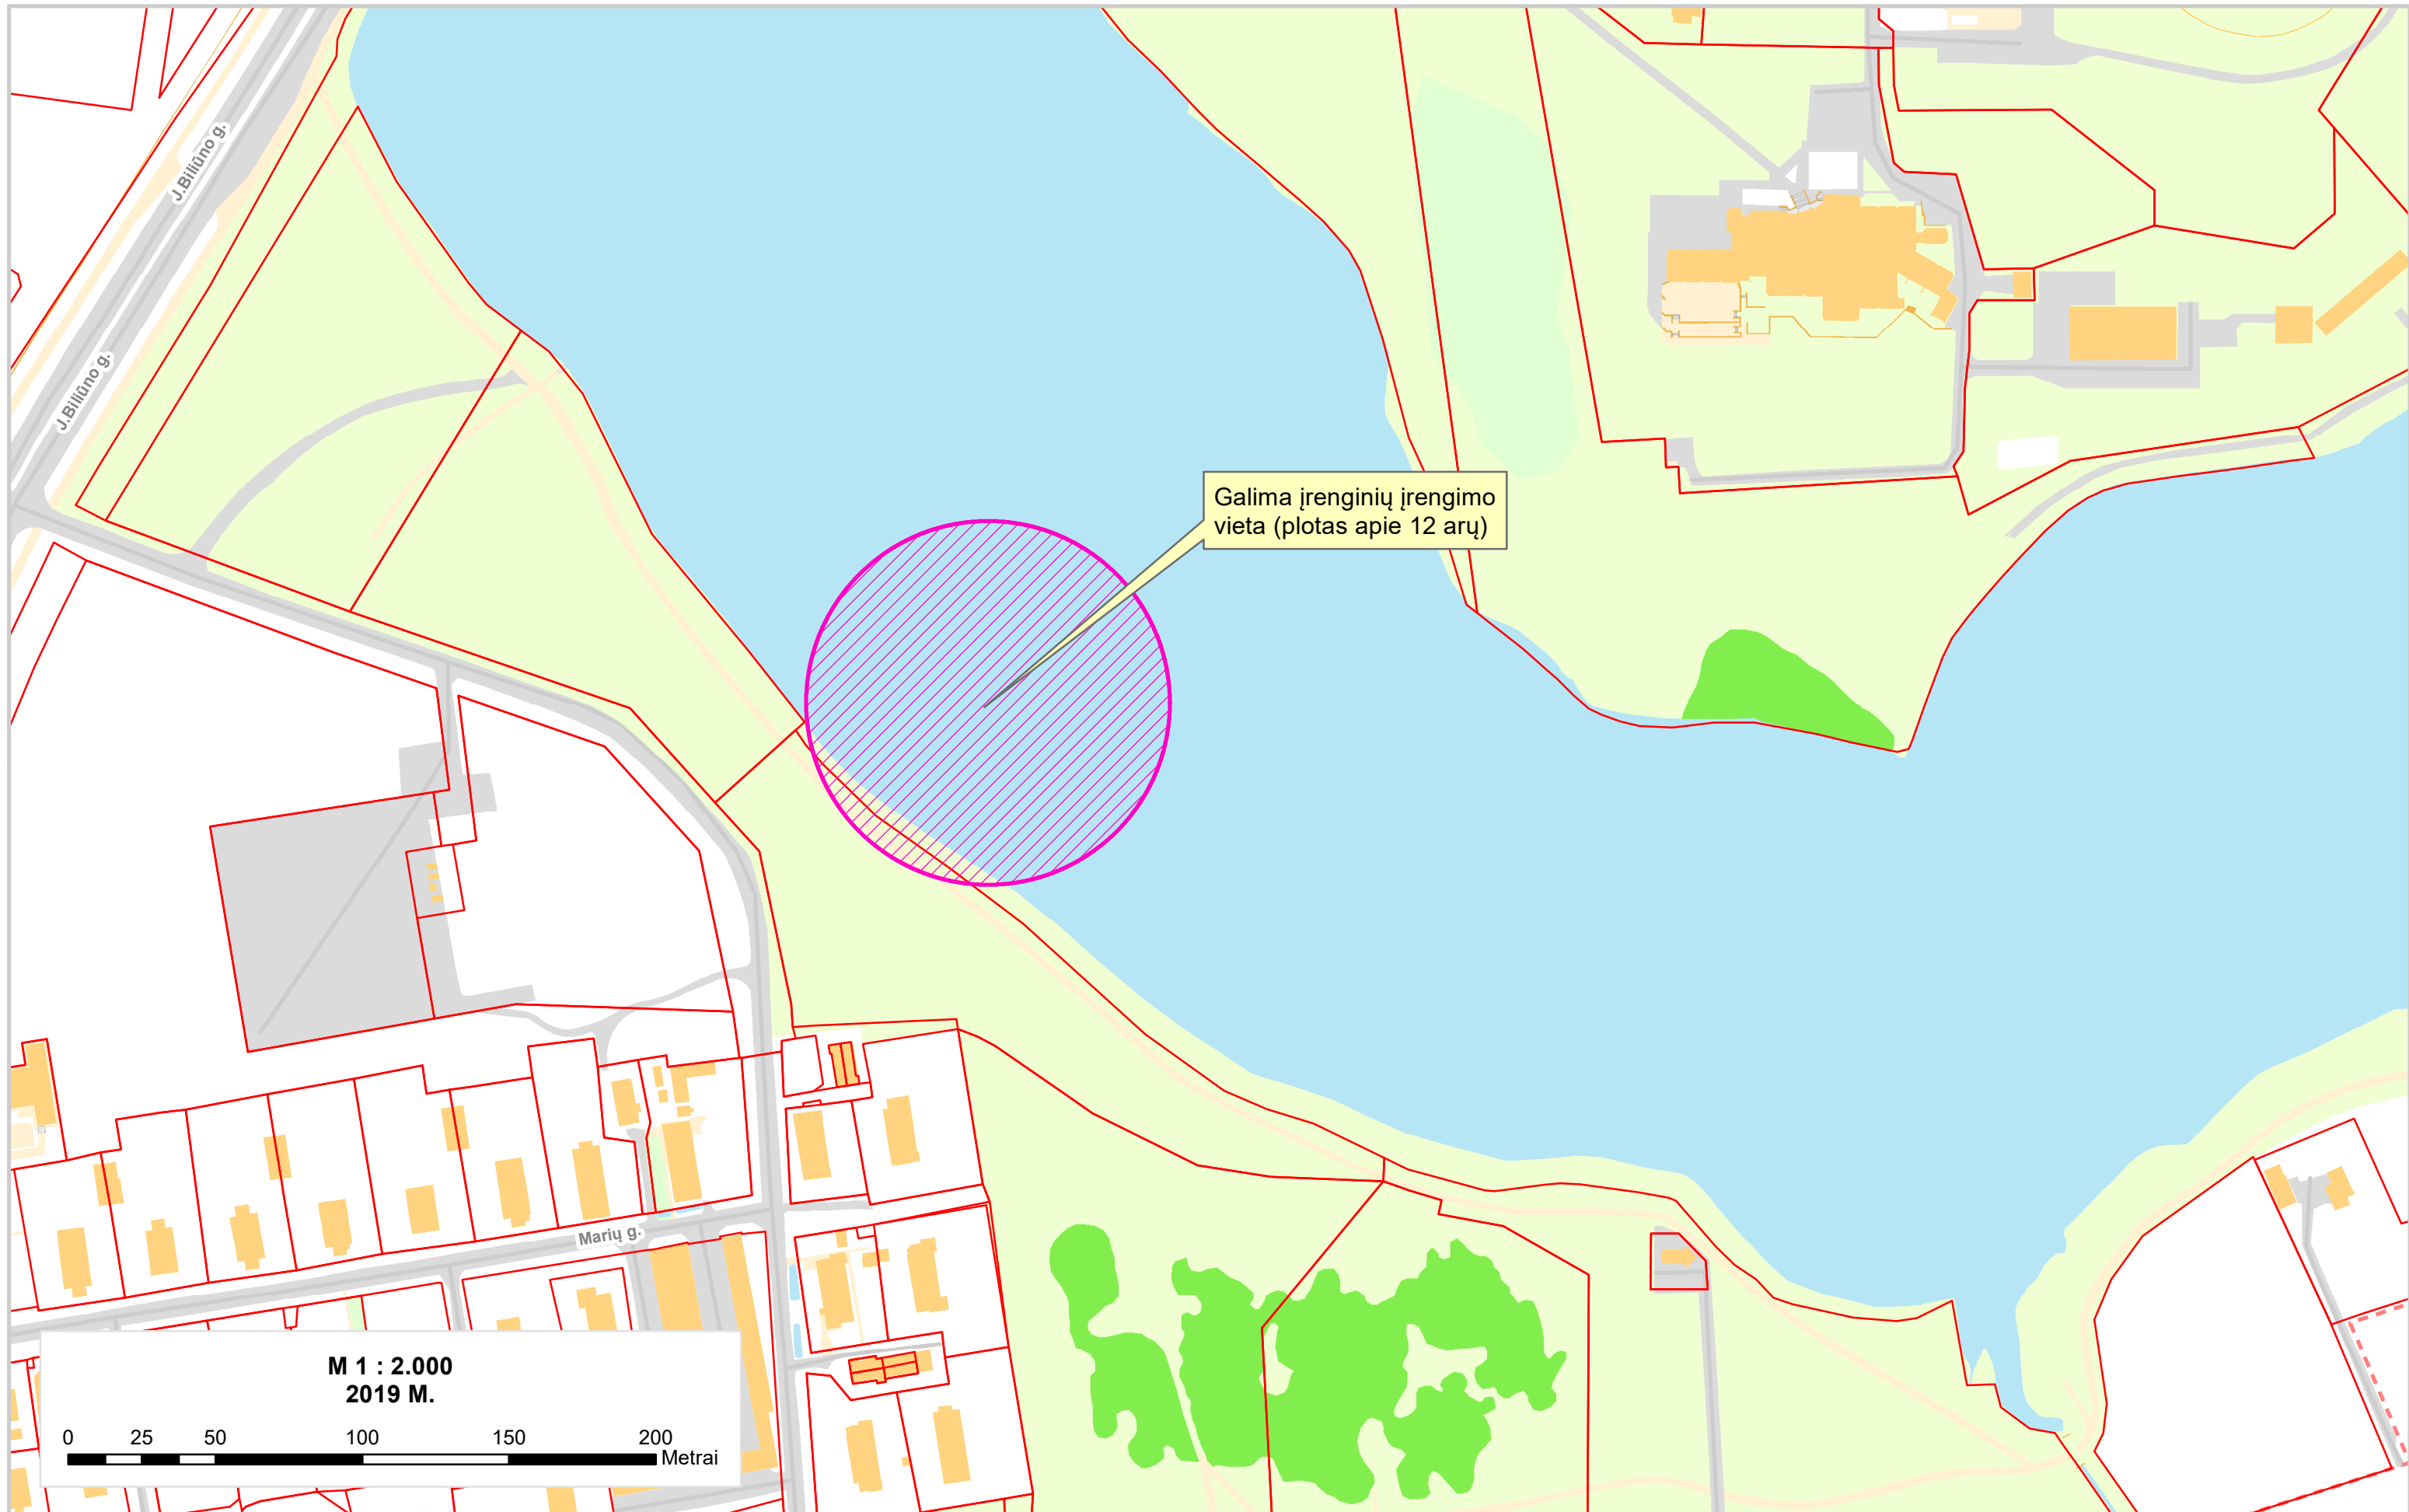 J.Biliūno g.
J.Biliūno g.
Galima įrenginių įrengimo
vieta (plotas apie 12 arų)
Marių g.
M 1 : 2.000
2019 M.
0 25 50 100 150 200
Metrai